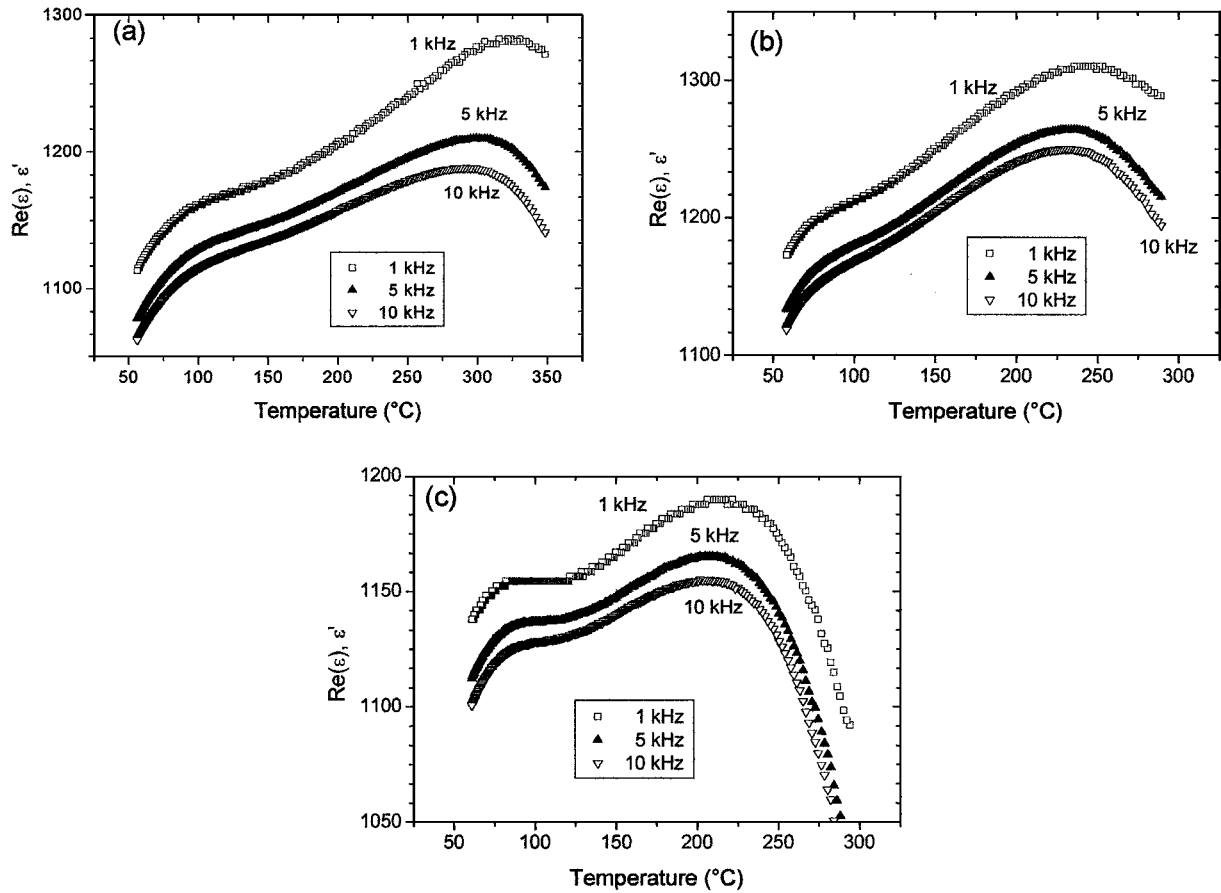 (a)
1300
1200
1100
Re(ε), ε'
1 kHz
5 kHz
10 kHz
1 kHz
5 kHz
10 kHz
50 100 150 200 250 300 350
Temperature (°C)
(b)
1300
1200
1100
Re(ε), ε'
1 kHz
5 kHz
10 kHz
1 kHz
5 kHz
10 kHz
50 100 150 200 250 300
Temperature (°C)
(c)
1200
1150
1100
1050
Re(ε), ε'
1 kHz
5 kHz
10 kHz
1 kHz
5 kHz
10 kHz
50 100 150 200 250 300
Temperature (°C)